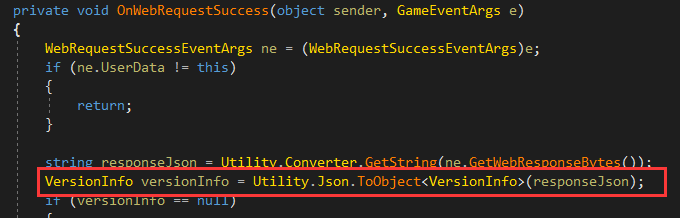 private void OnWebRequestSuccess(object sender, GameEventArgs e)
{
WebRequestSuccessEventArgs ne = (WebRequestSuccessEventArgs)e;
if (ne.UserData != this)
{
return;
}
string responseJson = Utility.Converter.GetString(ne.GetWebResponseBytes());
VersionInfo versionInfo = Utility.Json.ToObject<VersionInfo>(responseJson);
if (versionInfo == null)
{